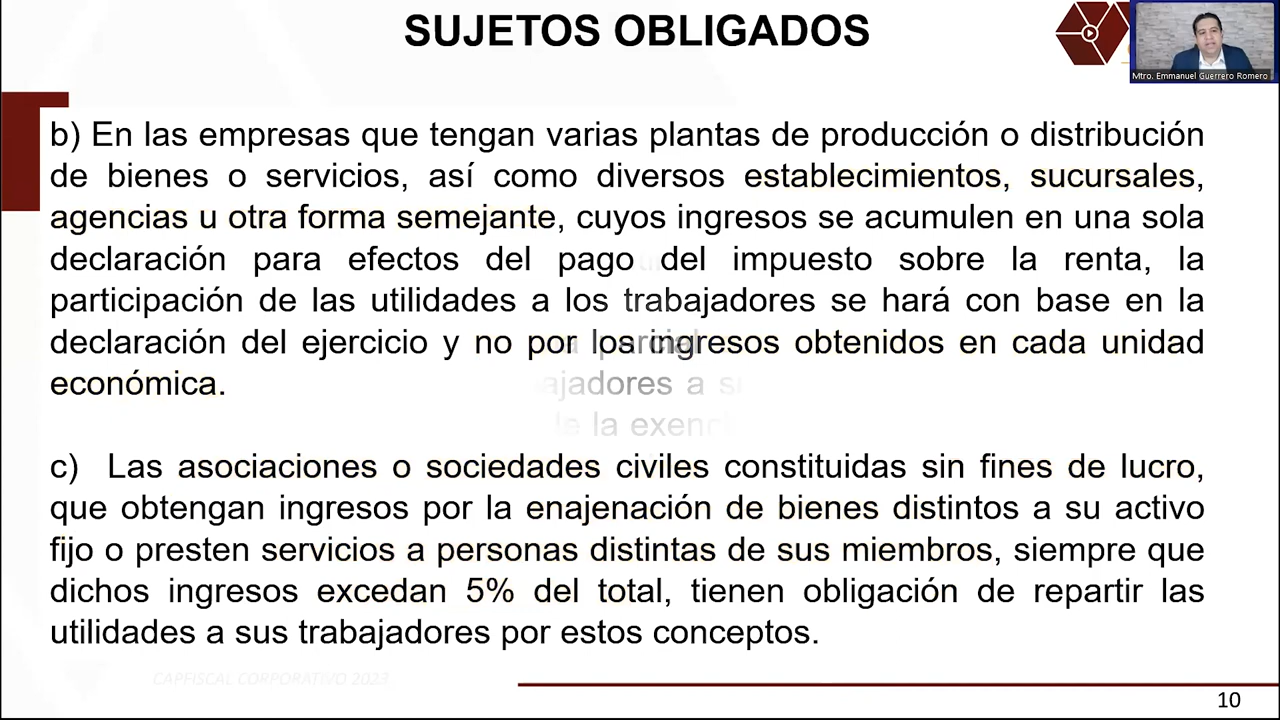 SUJETOS OBLIGADOS
Mtro. Emmanuel Guerrero Romero
b) En las empresas que tengan varias plantas de producción o distribución
de bienes o servicios, así como diversos establecimientos, sucursales,
agencias u otra forma semejante, cuyos ingresos se acumulen en una sola
declaración para efectos del pago del impuesto sobre la renta, la
participación de las utilidades a los trabajadores se hará con base en la
declaración del ejercicio y no por los ingresos obtenidos en cada unidad
económica.
c) Las asociaciones o sociedades civiles constituidas sin fines de lucro,
que obtengan ingresos por la enajenación de bienes distintos a su activo
fijo o presten servicios a personas distintas de sus miembros, siempre que
dichos ingresos excedan 5% del total, tienen obligación de repartir las
utilidades a sus trabajadores por estos conceptos.
CAPFISCAL CORPORATIVO 2023
10